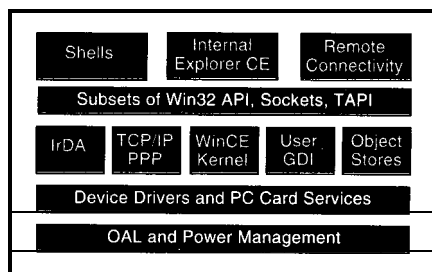 Shells
Internal
Explorer CE
Remote
Connectivity
Subsets of Win32 API, Sockets, TAPI
IrDA
TCP/IP
PPP
WinCE
Kernel
User
GDI
Object
Stores
Device Drivers and PC Card Services
OAL and Power Management